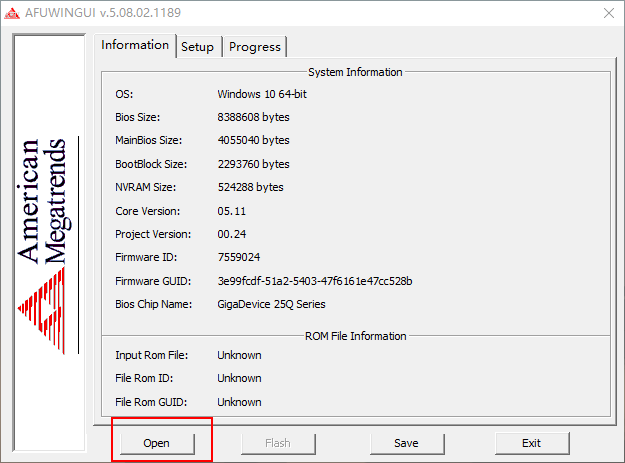 AFUWINGUI v.5.08.02.1189
Information Setup Progress
American
Megatrends
System Information
OS: Windows 10 64-bit
Bios Size: 8388608 bytes
MainBios Size: 4055040 bytes
BootBlock Size: 2293760 bytes
NVRAM Size: 524288 bytes
Core Version: 05.11
Project Version: 00.24
Firmware ID: 7559024
Firmware GUID: 3e99fcdf-51a2-5403-47f6161e47cc528b
Bios Chip Name: GigaDevice 25Q Series
ROM File Information
Input Rom File: Unknown
File Rom ID: Unknown
File Rom GUID: Unknown
Open Flash Save Exit